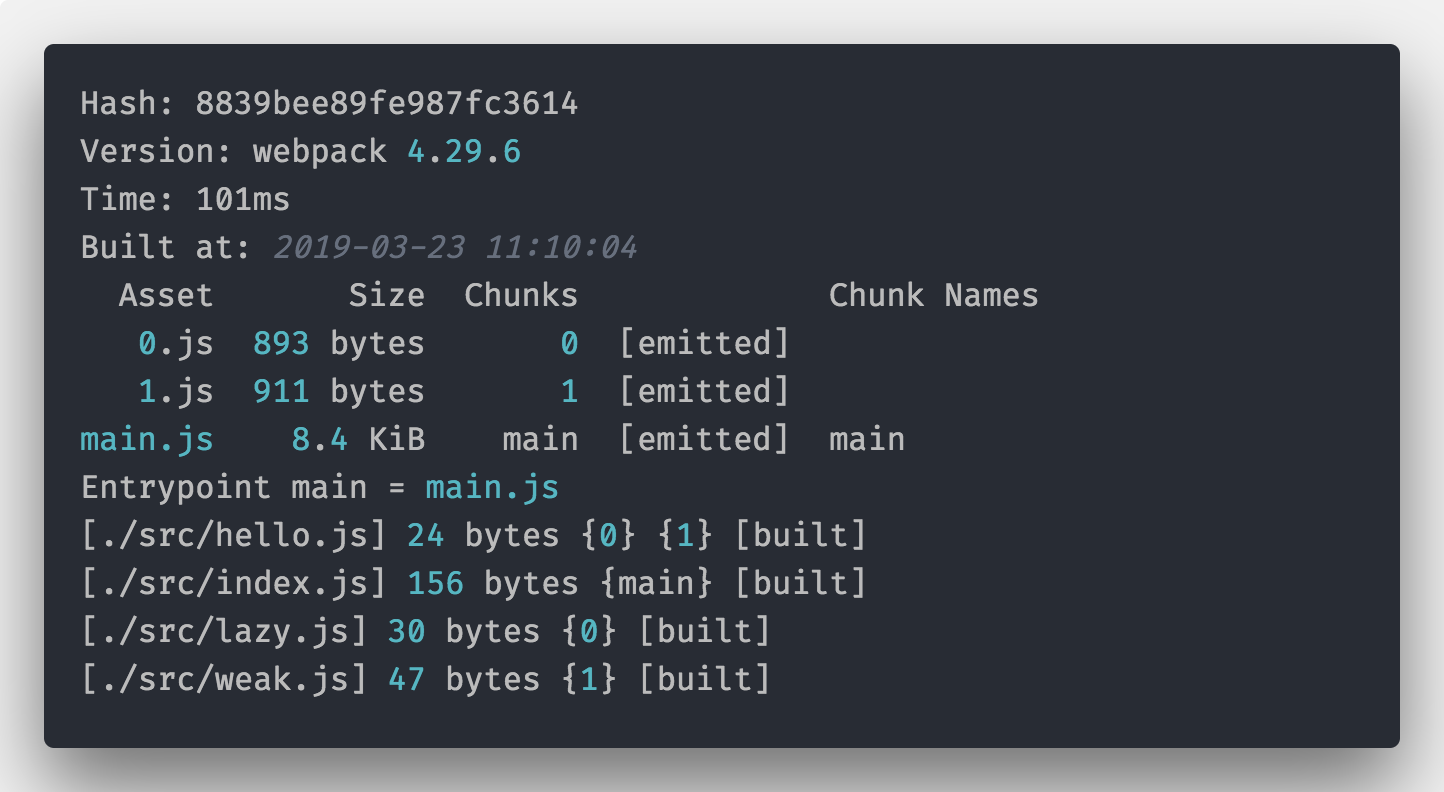 Hash: 8839bee89fe987fc3614
Version: webpack 4.29.6
Time: 101ms
Built at: 2019-03-23 11:10:04
  Asset       Size  Chunks             Chunk Names
   0.js  893 bytes       0  [emitted]
   1.js  911 bytes       1  [emitted]
main.js    8.4 KiB    main  [emitted]  main
Entrypoint main = main.js
[./src/hello.js] 24 bytes {0} {1} [built]
[./src/index.js] 156 bytes {main} [built]
[./src/lazy.js] 30 bytes {0} [built]
[./src/weak.js] 47 bytes {1} [built]